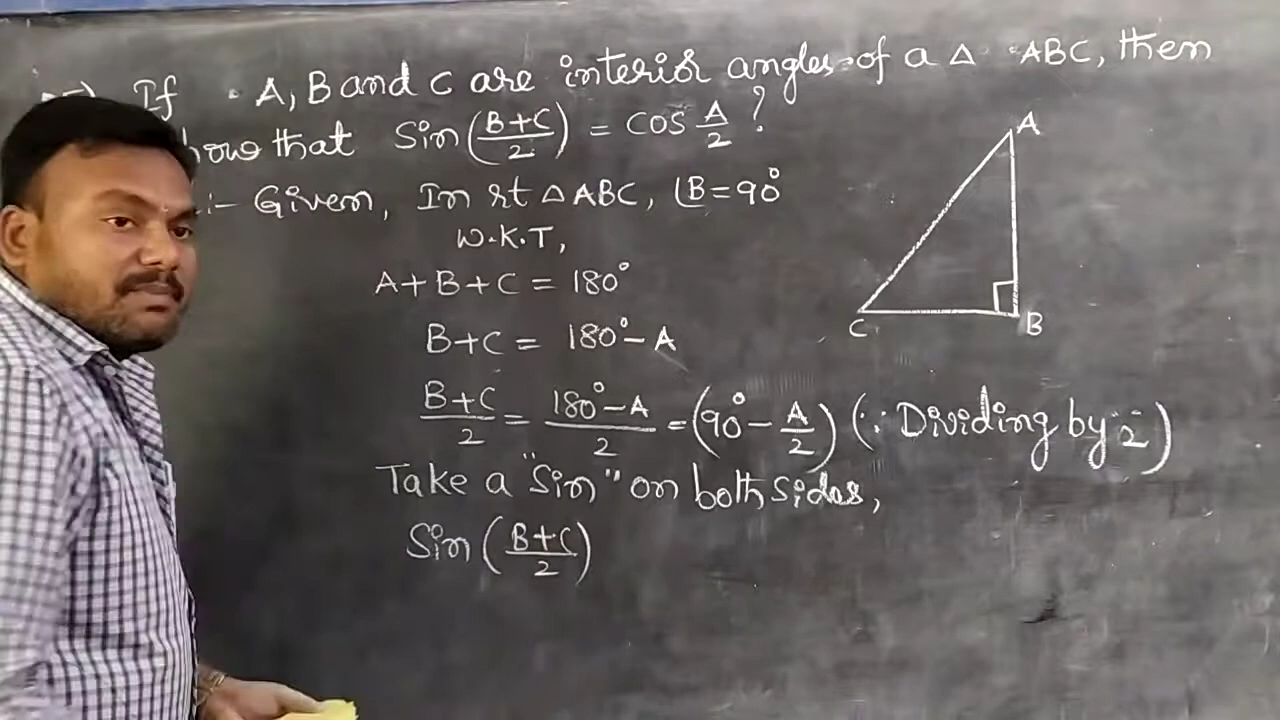 If A, B and C are interior angles of a △ ABC, then
how that Sin(B+C/2) = cos A/2 ?
:- Given, In rt △ABC, ∠B = 90°
W.K.T,
A+B+C = 180°
B+C = 180° - A
B+C/2 = 180°-A/2 = (90° - A/2) (∵ Dividing by 2)
Take a "Sin" on both sides,
Sin(B+C/2)
A
C
B